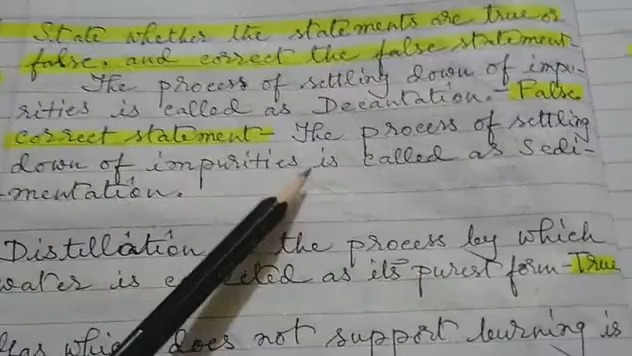 State whether the statements are true or
false. and correct the false statement-
The process of settling down of impu-
rities is called as Decantation.- False
correct statement- The process of settling
down of impurities is called as Sedi-
mentation.
Distillation the process by which
water is as its purest form-True
which does not support burning is